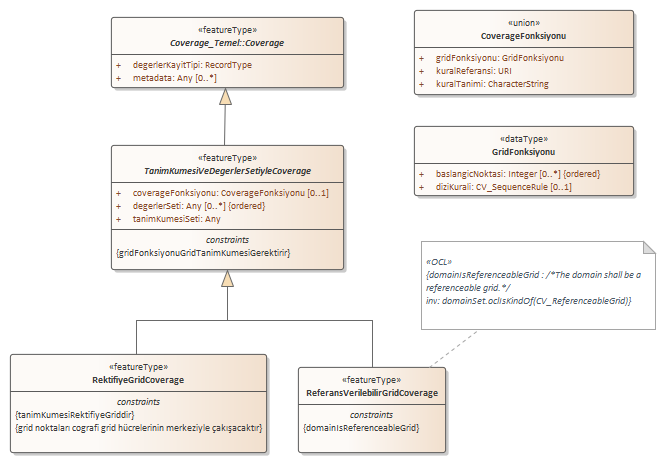 «featureType»
Coverage_Temel::Coverage
+ degerlerKayitTipi: RecordType
+ metadata: Any [0..*]
«union»
CoverageFonksiyonu
+ gridFonksiyonu: GridFonksiyonu
+ kuralReferansi: URI
+ kuralTanimi: CharacterString
«dataType»
GridFonksiyonu
+ baslangicNoktasi: Integer [0..*] {ordered}
+ diziKurali: CV_SequenceRule [0..1]
«featureType»
TanimKumesiVeDegerlerSetiyleCoverage
+ coverageFonksiyonu: CoverageFonksiyonu [0..1]
+ degerlerSeti: Any [0..*] {ordered}
+ tanimKumesiSeti: Any
constraints
{gridFonksiyonuGridTanimKumesiGerektirir}
«OCL»
{domainIsReferenceableGrid : /*The domain shall be a
referenceable grid.*/
inv: domainSet.oclIsKindOf(CV_ReferenceableGrid)}
«featureType»
RektifiyeGridCoverage
constraints
{tanimKumesiRektifiyeGriddir}
{grid noktaları cografi grid hücrelerinin merkeziyle çakışacaktır}
«featureType»
ReferansVerilebilirGridCoverage
constraints
{domainIsReferenceableGrid}